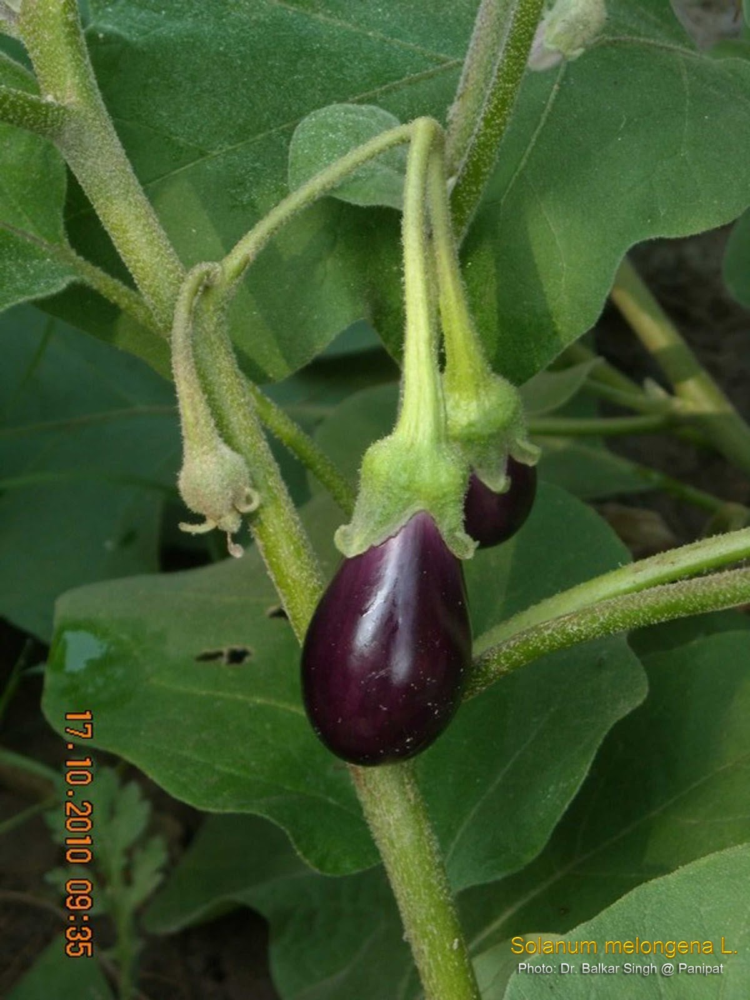 17.10.2010 09:35
Solanum melongena L.
Photo: Dr. Balkar Singh @ Panipat